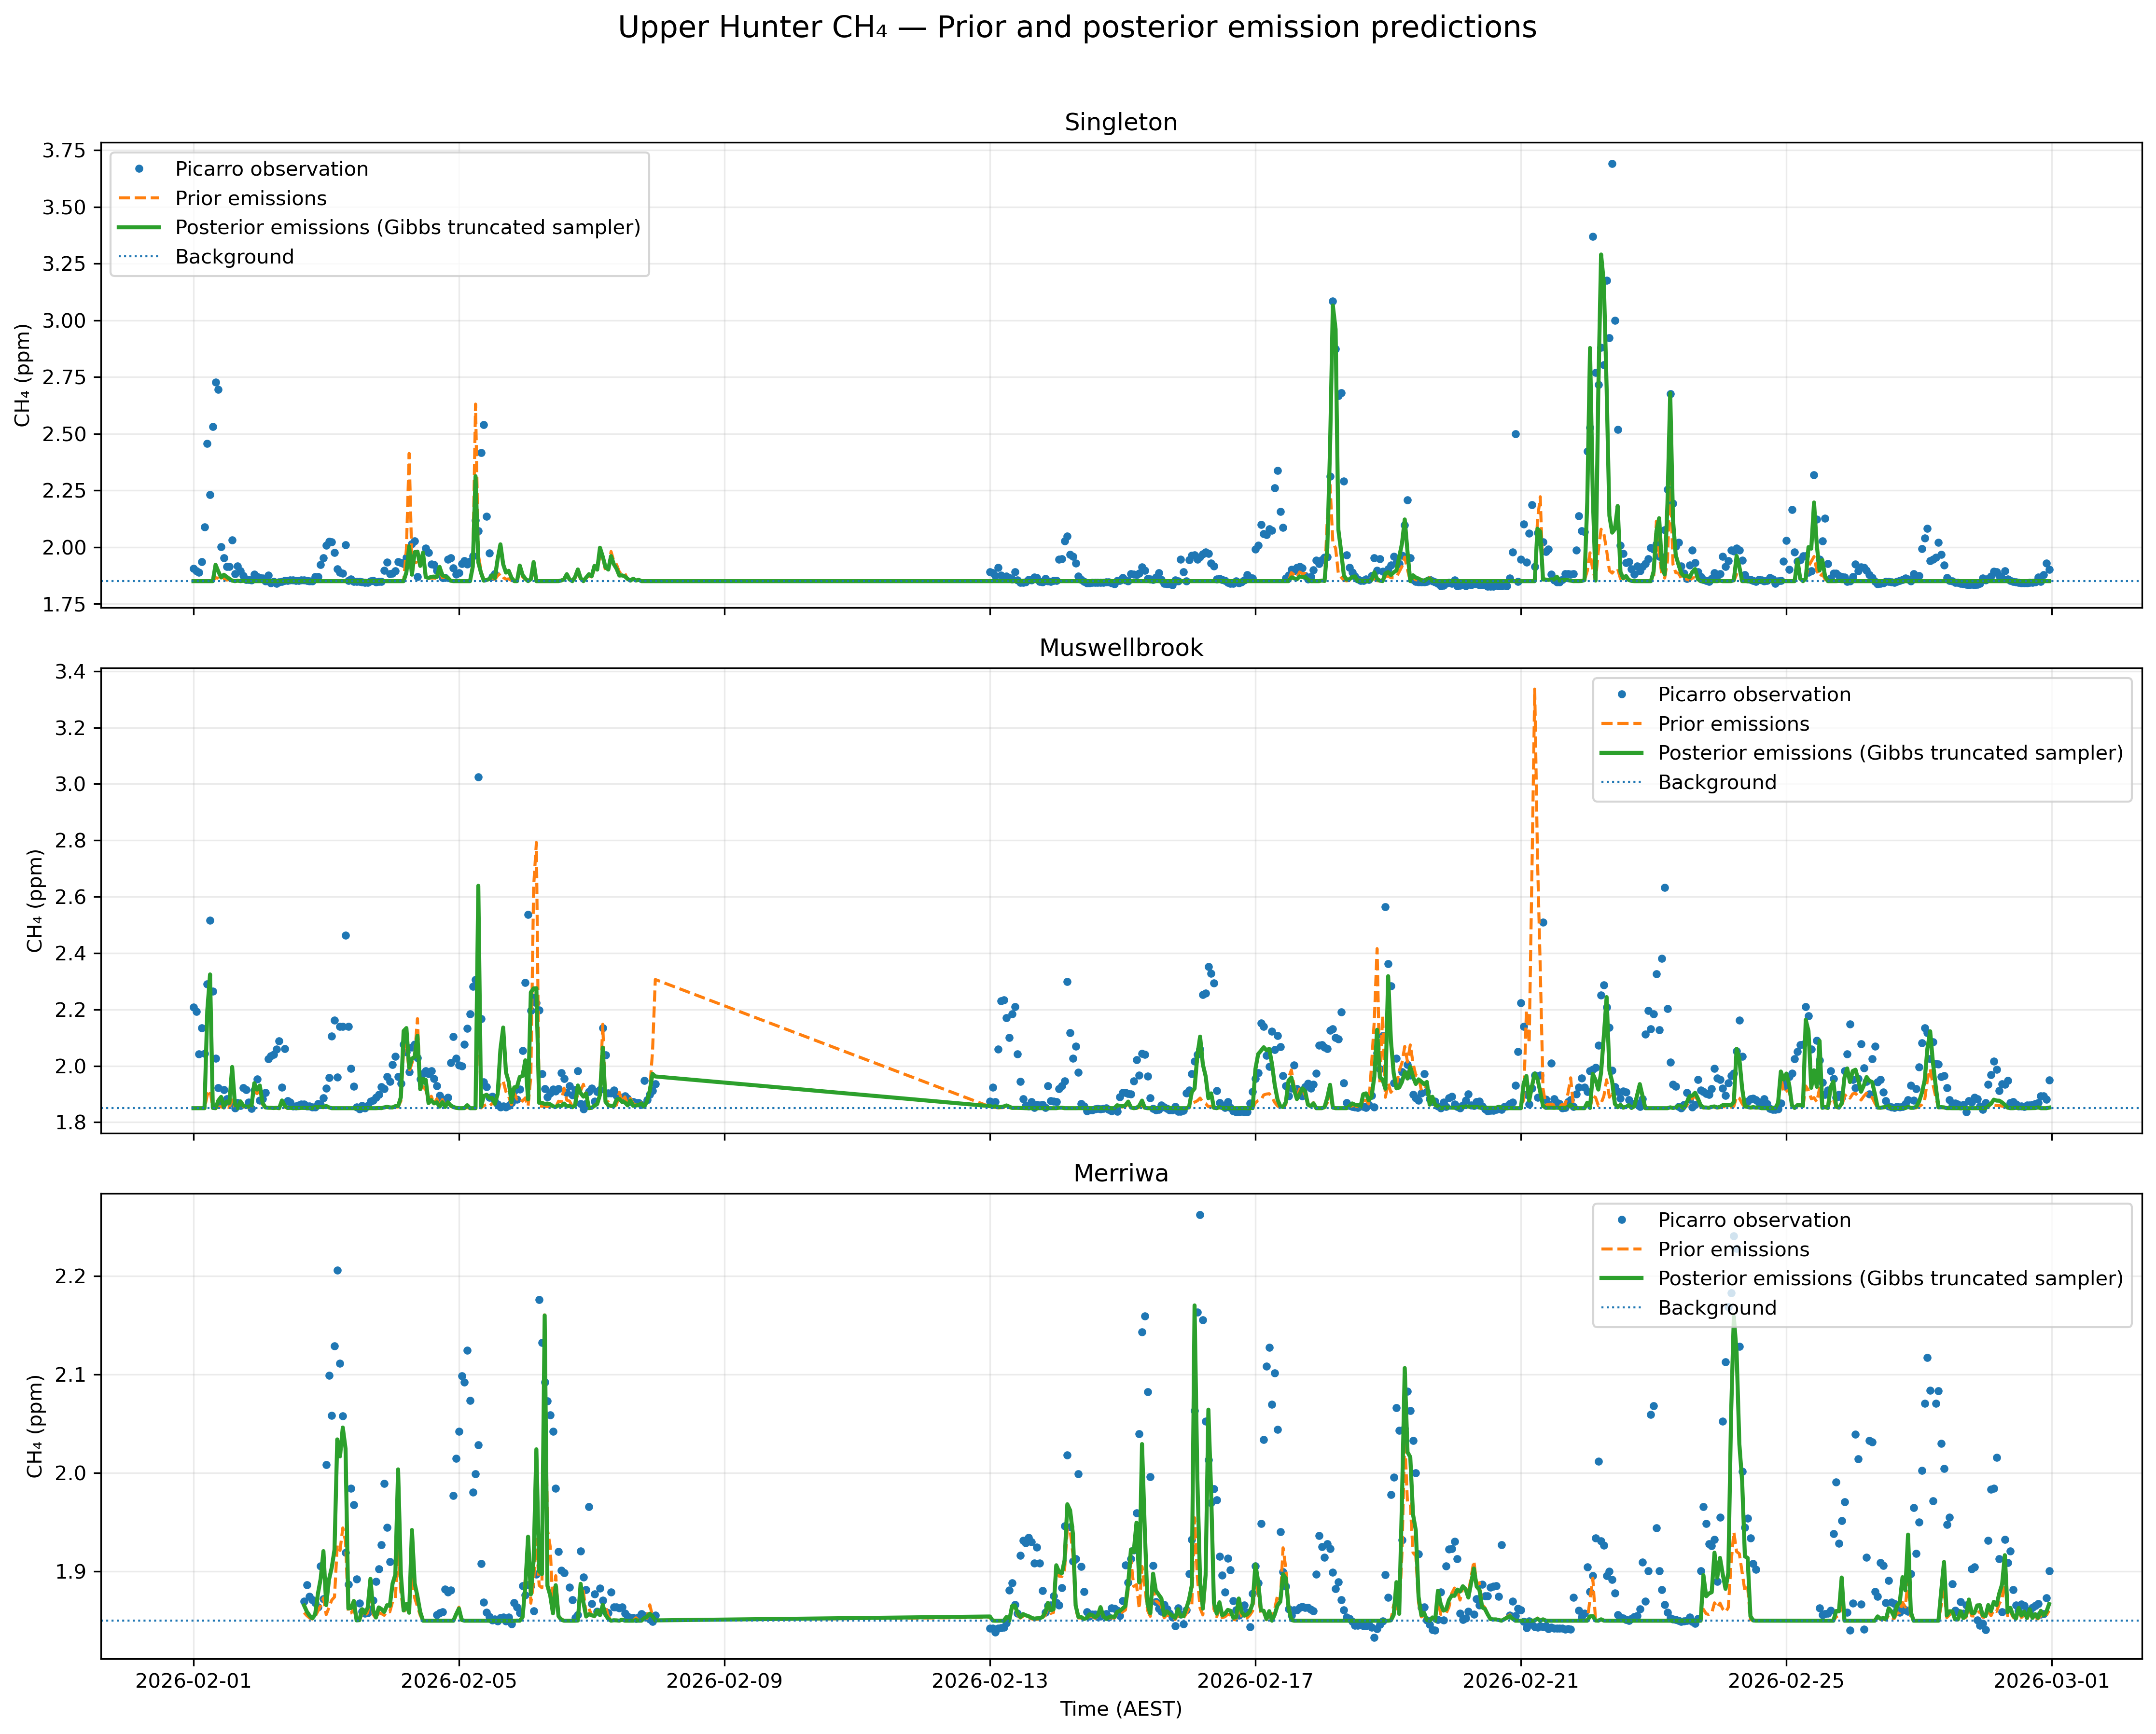 Upper Hunter CH₄ — Prior and posterior emission predictions
Singleton
3.75
3.50
3.25
3.00
2.75
2.50
2.25
2.00
1.75
CH₄ (ppm)
Picarro observation
Prior emissions
Posterior emissions (Gibbs truncated sampler)
Background
Muswellbrook
3.4
3.2
3.0
2.8
2.6
2.4
2.2
2.0
1.8
CH₄ (ppm)
Picarro observation
Prior emissions
Posterior emissions (Gibbs truncated sampler)
Background
Merriwa
2.2
2.1
2.0
1.9
CH₄ (ppm)
Picarro observation
Prior emissions
Posterior emissions (Gibbs truncated sampler)
Background
2026-02-01 2026-02-05 2026-02-09 2026-02-13 2026-02-17 2026-02-21 2026-02-25 2026-03-01
Time (AEST)